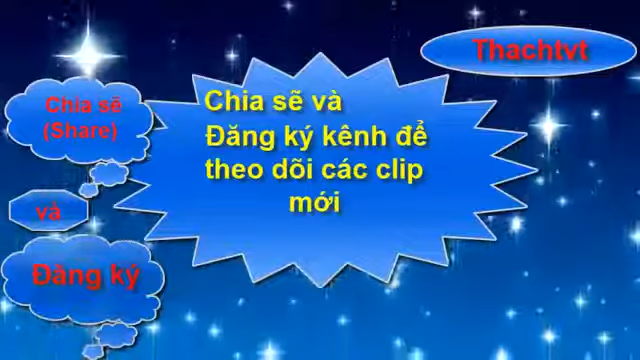 Thachtvt
Chia sẽ
(Share)
và
Đăng ký
Chia sẽ và
Đăng ký kênh để
theo dõi các clip
mới